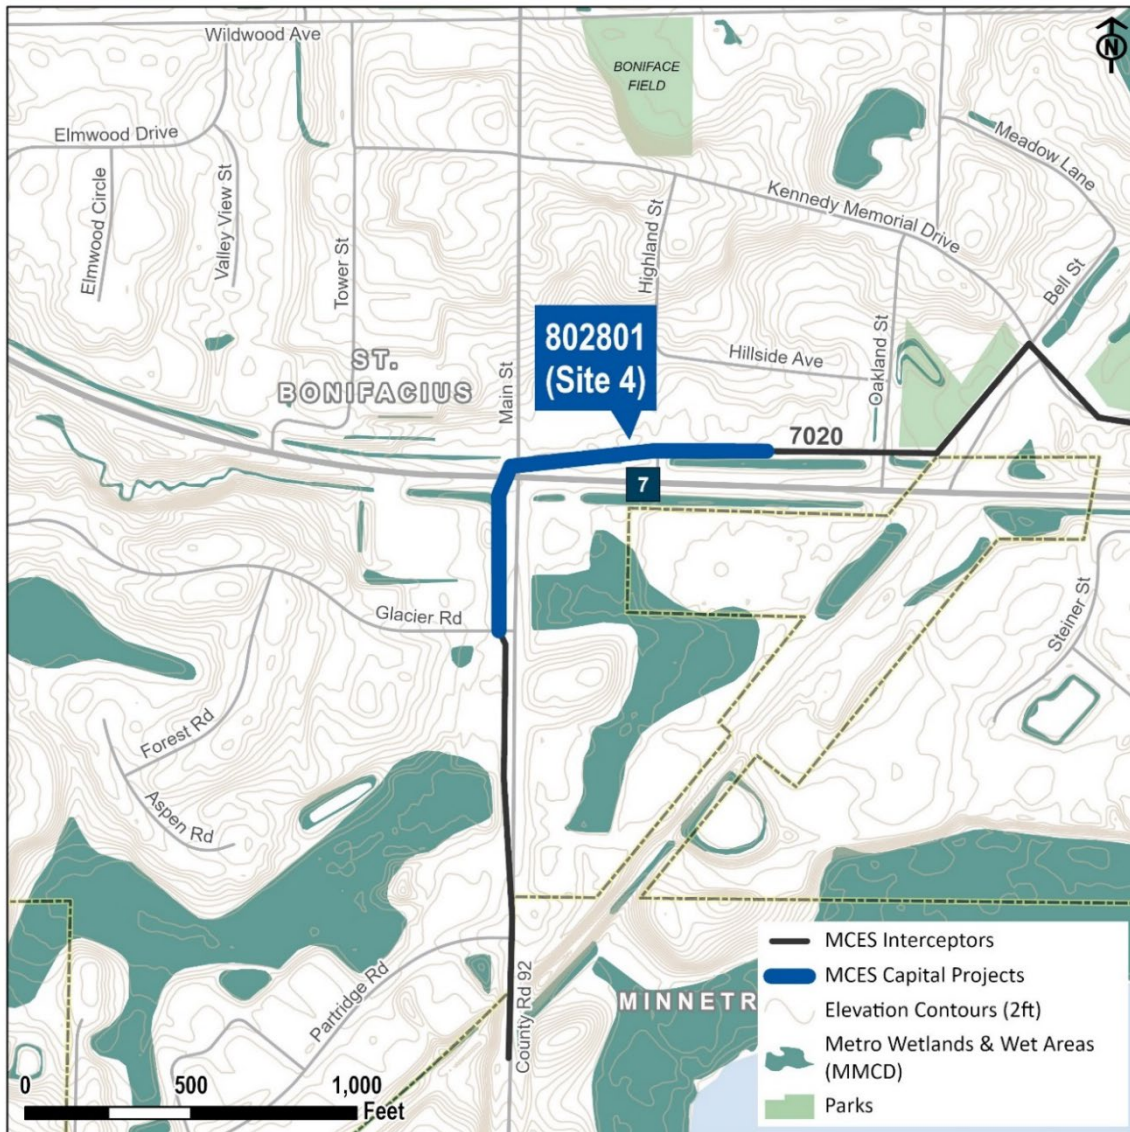 Wildwood Ave
BONIFACE
FIELD
N
Elmwood Drive
Meadow Lane
Elmwood Circle
Valley View St
Tower St
Highland St
Kennedy Memorial Drive
Bell St
802801
(Site 4)
ST.
BONIFACIUS
Main St
Hillside Ave
Oakland St
7020
7
Glacier Rd
Steiner St
Forest Rd
Aspen Rd
Partridge Rd
County Rd 92
MINNETR
MCES Interceptors
MCES Capital Projects
Elevation Contours (2ft)
Metro Wetlands & Wet Areas
(MMCD)
Parks
0 500 1,000
Feet